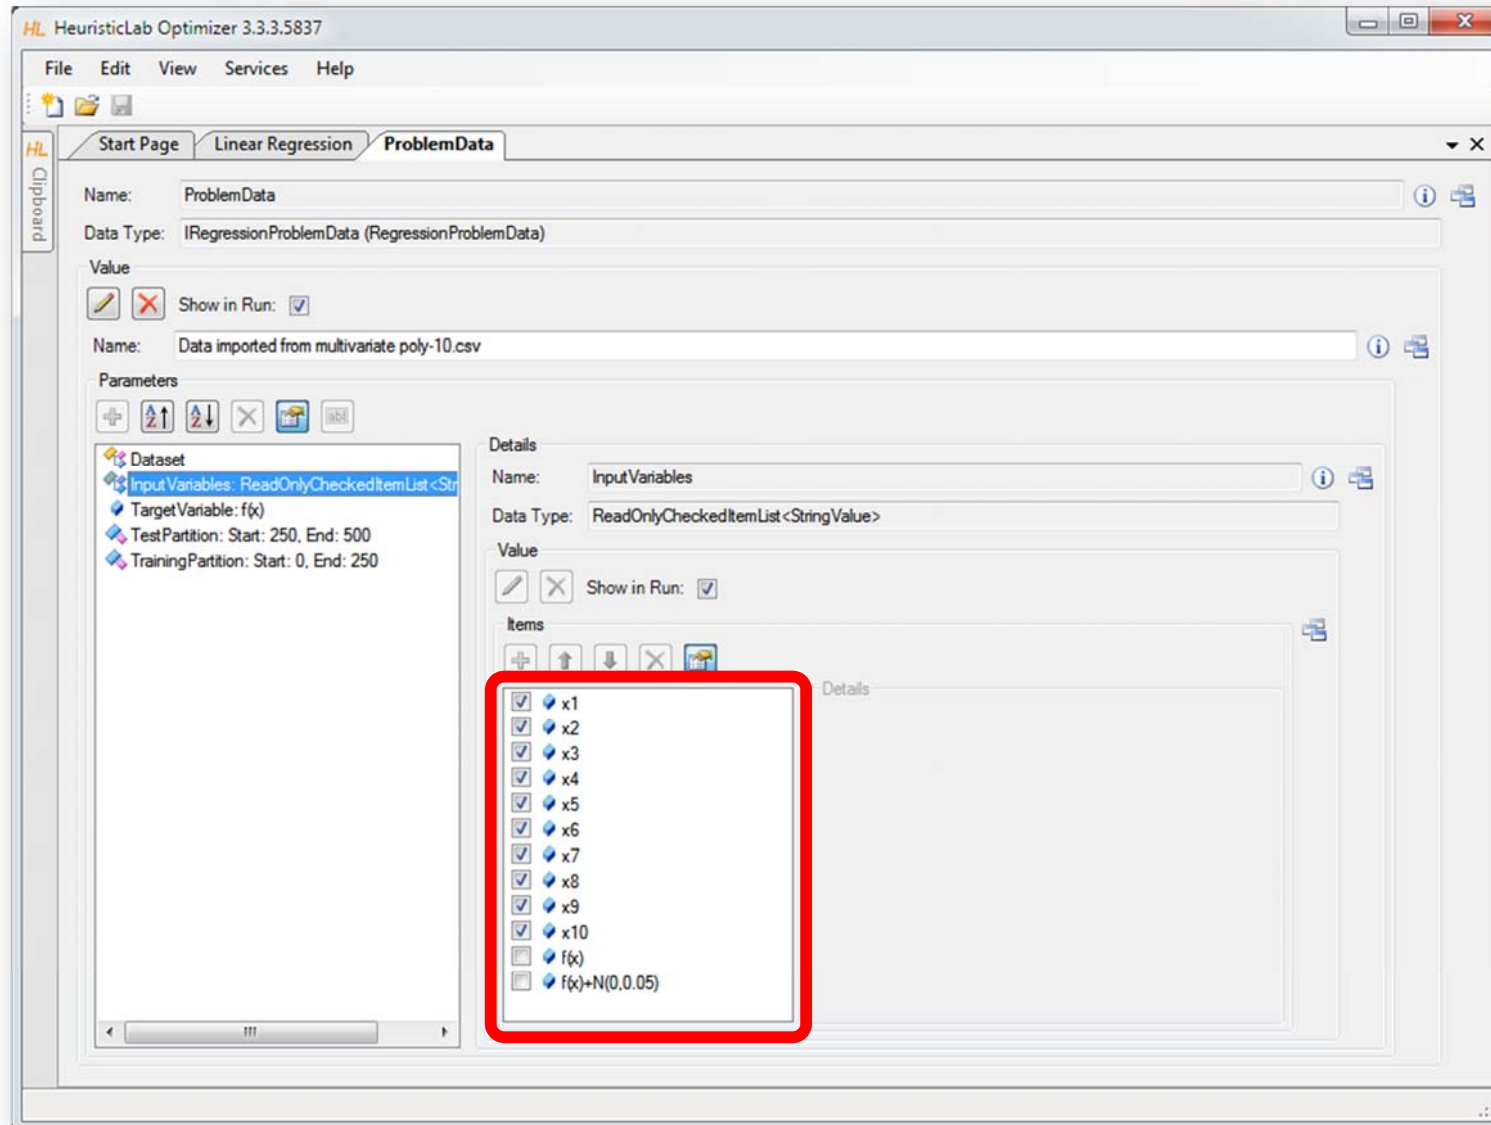 HL HeuristicLab Optimizer 3.3.3.5837
File Edit View Services Help
HL Clipboard
Start Page Linear Regression ProblemData
Name: ProblemData
Data Type: IRegressionProblemData (RegressionProblemData)
Value
Show in Run:
Name: Data imported from multivariate poly-10.csv
Parameters
Dataset
InputVariables: ReadOnlyCheckedItemList<Str
TargetVariable: f(x)
TestPartition: Start: 250, End: 500
TrainingPartition: Start: 0, End: 250
Details
Name: InputVariables
Data Type: ReadOnlyCheckedItemList<StringValue>
Value
Show in Run:
Items
Details
x1
x2
x3
x4
x5
x6
x7
x8
x9
x10
f(x)
f(x)+N(0,0.05)